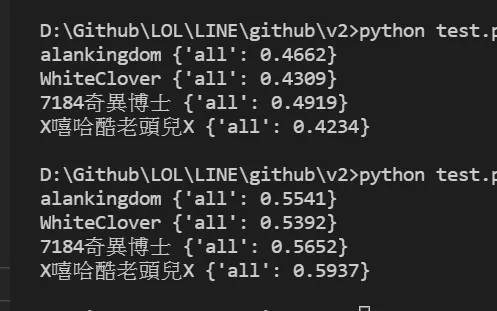 D:\Github\LOL\LINE\github\v2>python test.p
alankingdom {'all': 0.4662}
WhiteClover {'all': 0.4309}
7184奇異博士 {'all': 0.4919}
X嘻哈酷老頭兒X {'all': 0.4234}
D:\Github\LOL\LINE\github\v2>python test.p
alankingdom {'all': 0.5541}
WhiteClover {'all': 0.5392}
7184奇異博士 {'all': 0.5652}
X嘻哈酷老頭兒X {'all': 0.5937}